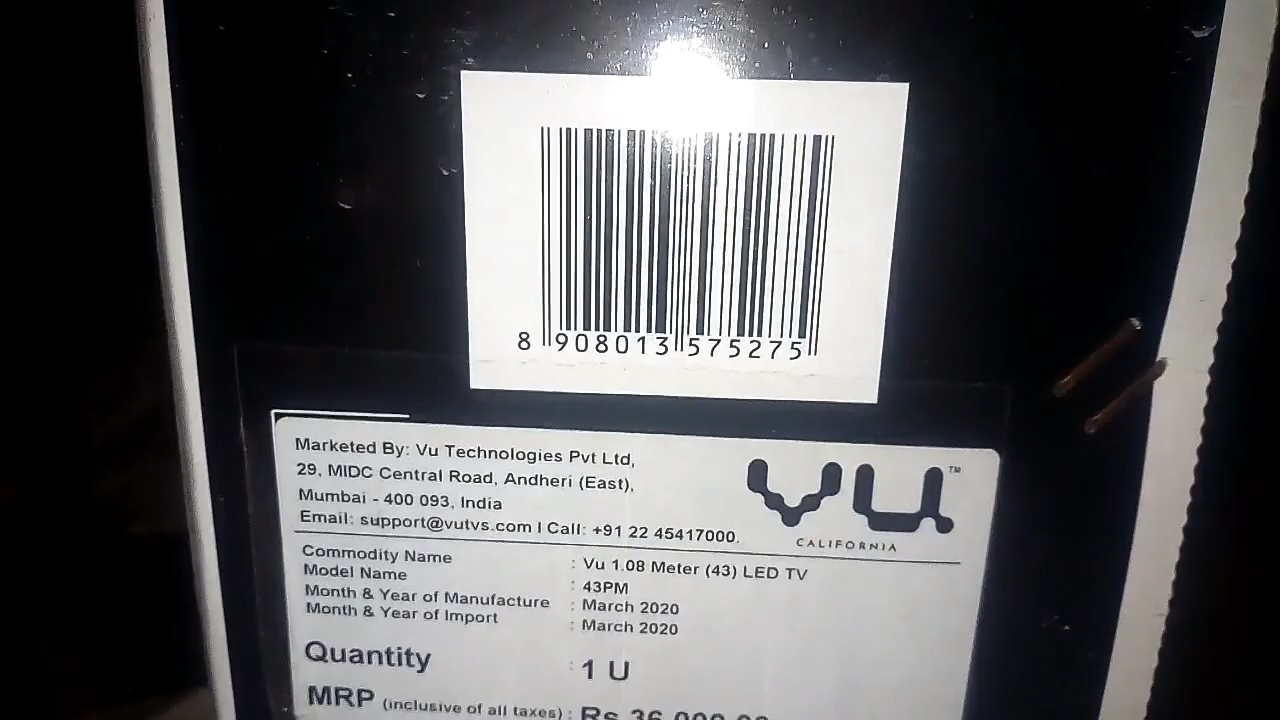 8 908013 575275
Marketed By: Vu Technologies Pvt Ltd,
29, MIDC Central Road, Andheri (East),
Mumbai - 400 093, India
Email: support@vutvs.com I Call: +91 22 45417000.
vu ™
CALIFORNIA
Commodity Name : Vu 1.08 Meter (43) LED TV
Model Name : 43PM
Month & Year of Manufacture : March 2020
Month & Year of Import : March 2020
Quantity : 1 U
MRP (inclusive of all taxes) : Rs